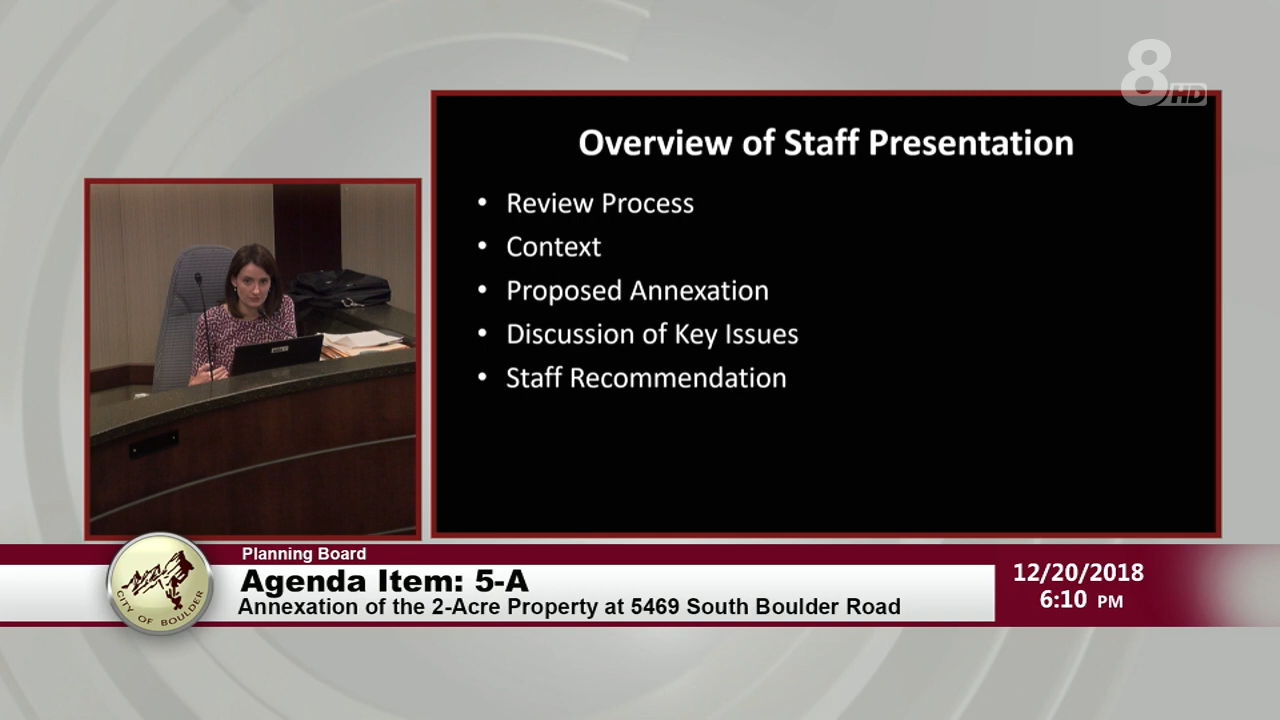 8HD
Overview of Staff Presentation
• Review Process
• Context
• Proposed Annexation
• Discussion of Key Issues
• Staff Recommendation
Planning Board
Agenda Item: 5-A
Annexation of the 2-Acre Property at 5469 South Boulder Road
12/20/2018
6:10 PM
CITY OF BOULDER